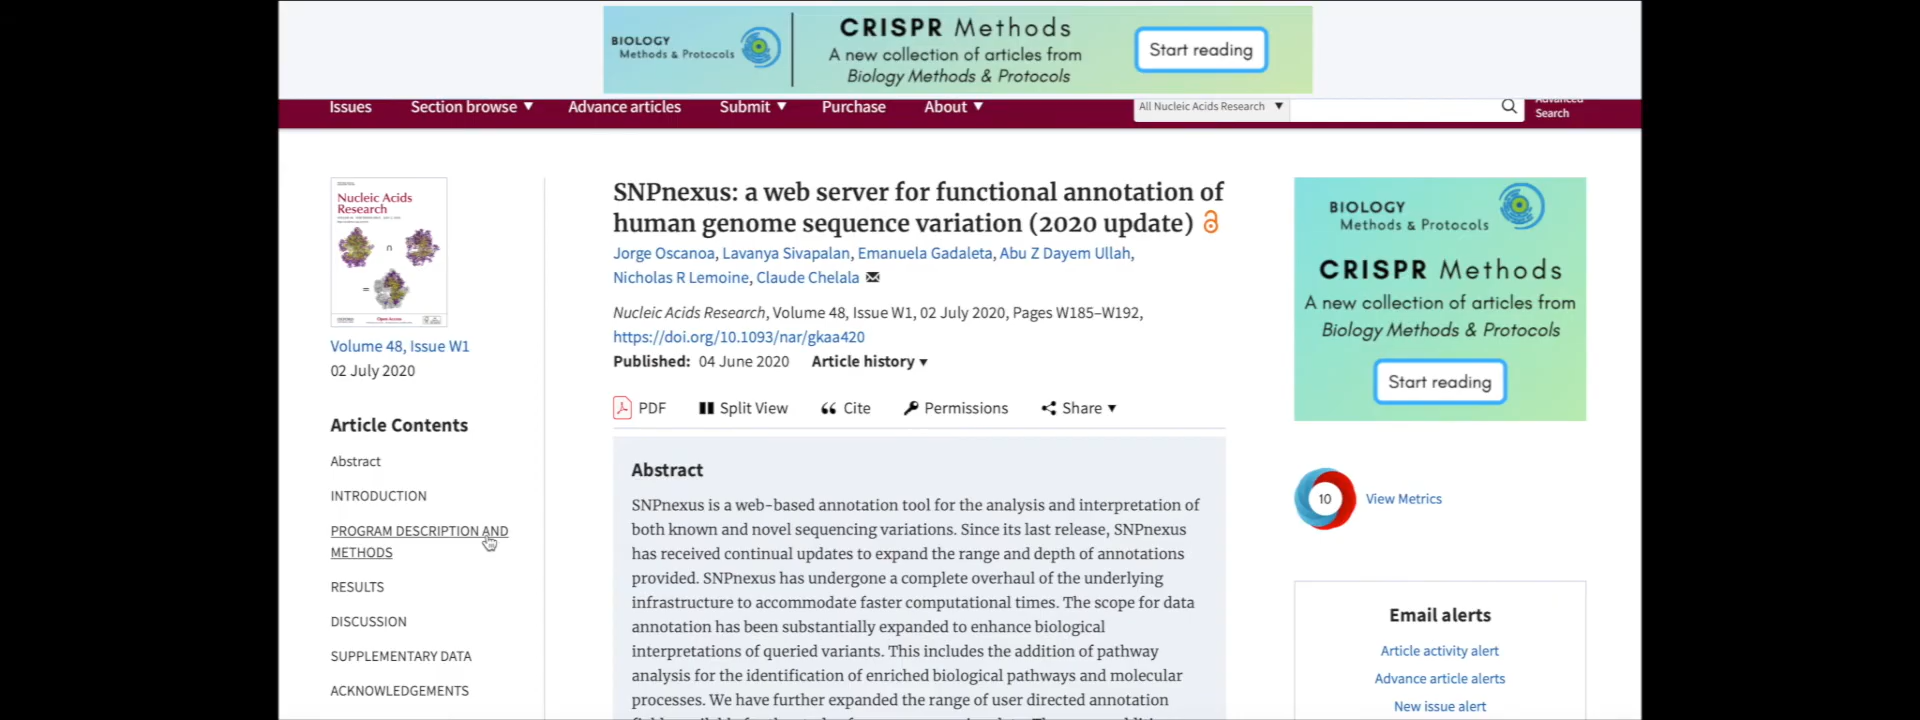 BIOLOGY
Methods & Protocols
CRISPR Methods
A new collection of articles from
Biology Methods & Protocols
Start reading
Issues
Section browse ▼
Advance articles
Submit ▼
Purchase
About ▼
All Nucleic Acids Research ▼
Advanced
Search
Nucleic Acids
Research
Volume 48, Issue W1
02 July 2020
Article Contents
Abstract
INTRODUCTION
PROGRAM DESCRIPTION AND
METHODS
RESULTS
DISCUSSION
SUPPLEMENTARY DATA
ACKNOWLEDGEMENTS
SNPnexus: a web server for functional annotation of
human genome sequence variation (2020 update)
Jorge Oscanoa, Lavanya Sivapalan, Emanuela Gadaleta, Abu Z Dayem Ullah,
Nicholas R Lemoine, Claude Chelala
Nucleic Acids Research, Volume 48, Issue W1, 02 July 2020, Pages W185–W192,
https://doi.org/10.1093/nar/gkaa420
Published: 04 June 2020 Article history ▼
PDF
Split View
Cite
Permissions
Share ▼
Abstract
SNPnexus is a web-based annotation tool for the analysis and interpretation of
both known and novel sequencing variations. Since its last release, SNPnexus
has received continual updates to expand the range and depth of annotations
provided. SNPnexus has undergone a complete overhaul of the underlying
infrastructure to accommodate faster computational times. The scope for data
annotation has been substantially expanded to enhance biological
interpretations of queried variants. This includes the addition of pathway
analysis for the identification of enriched biological pathways and molecular
processes. We have further expanded the range of user directed annotation
BIOLOGY
Methods & Protocols
CRISPR Methods
A new collection of articles from
Biology Methods & Protocols
Start reading
10
View Metrics
Email alerts
Article activity alert
Advance article alerts
New issue alert